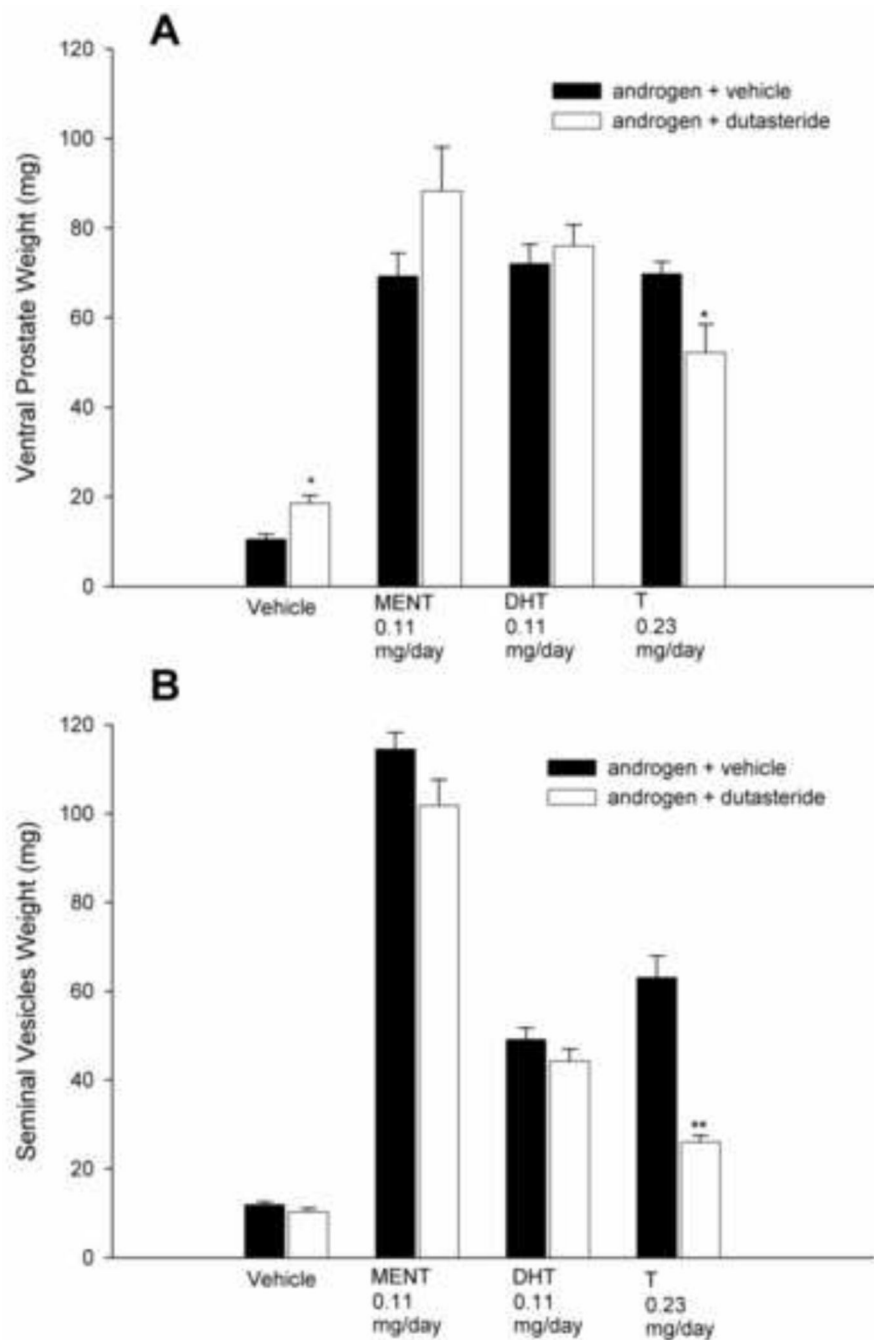 A
120
100
80
60
40
20
0
Ventral Prostate Weight (mg)
androgen + vehicle
androgen + dutasteride
*
*
Vehicle
MENT
0.11
mg/day
DHT
0.11
mg/day
T
0.23
mg/day
B
120
100
80
60
40
20
0
Seminal Vesicles Weight (mg)
androgen + vehicle
androgen + dutasteride
**
Vehicle
MENT
0.11
mg/day
DHT
0.11
mg/day
T
0.23
mg/day